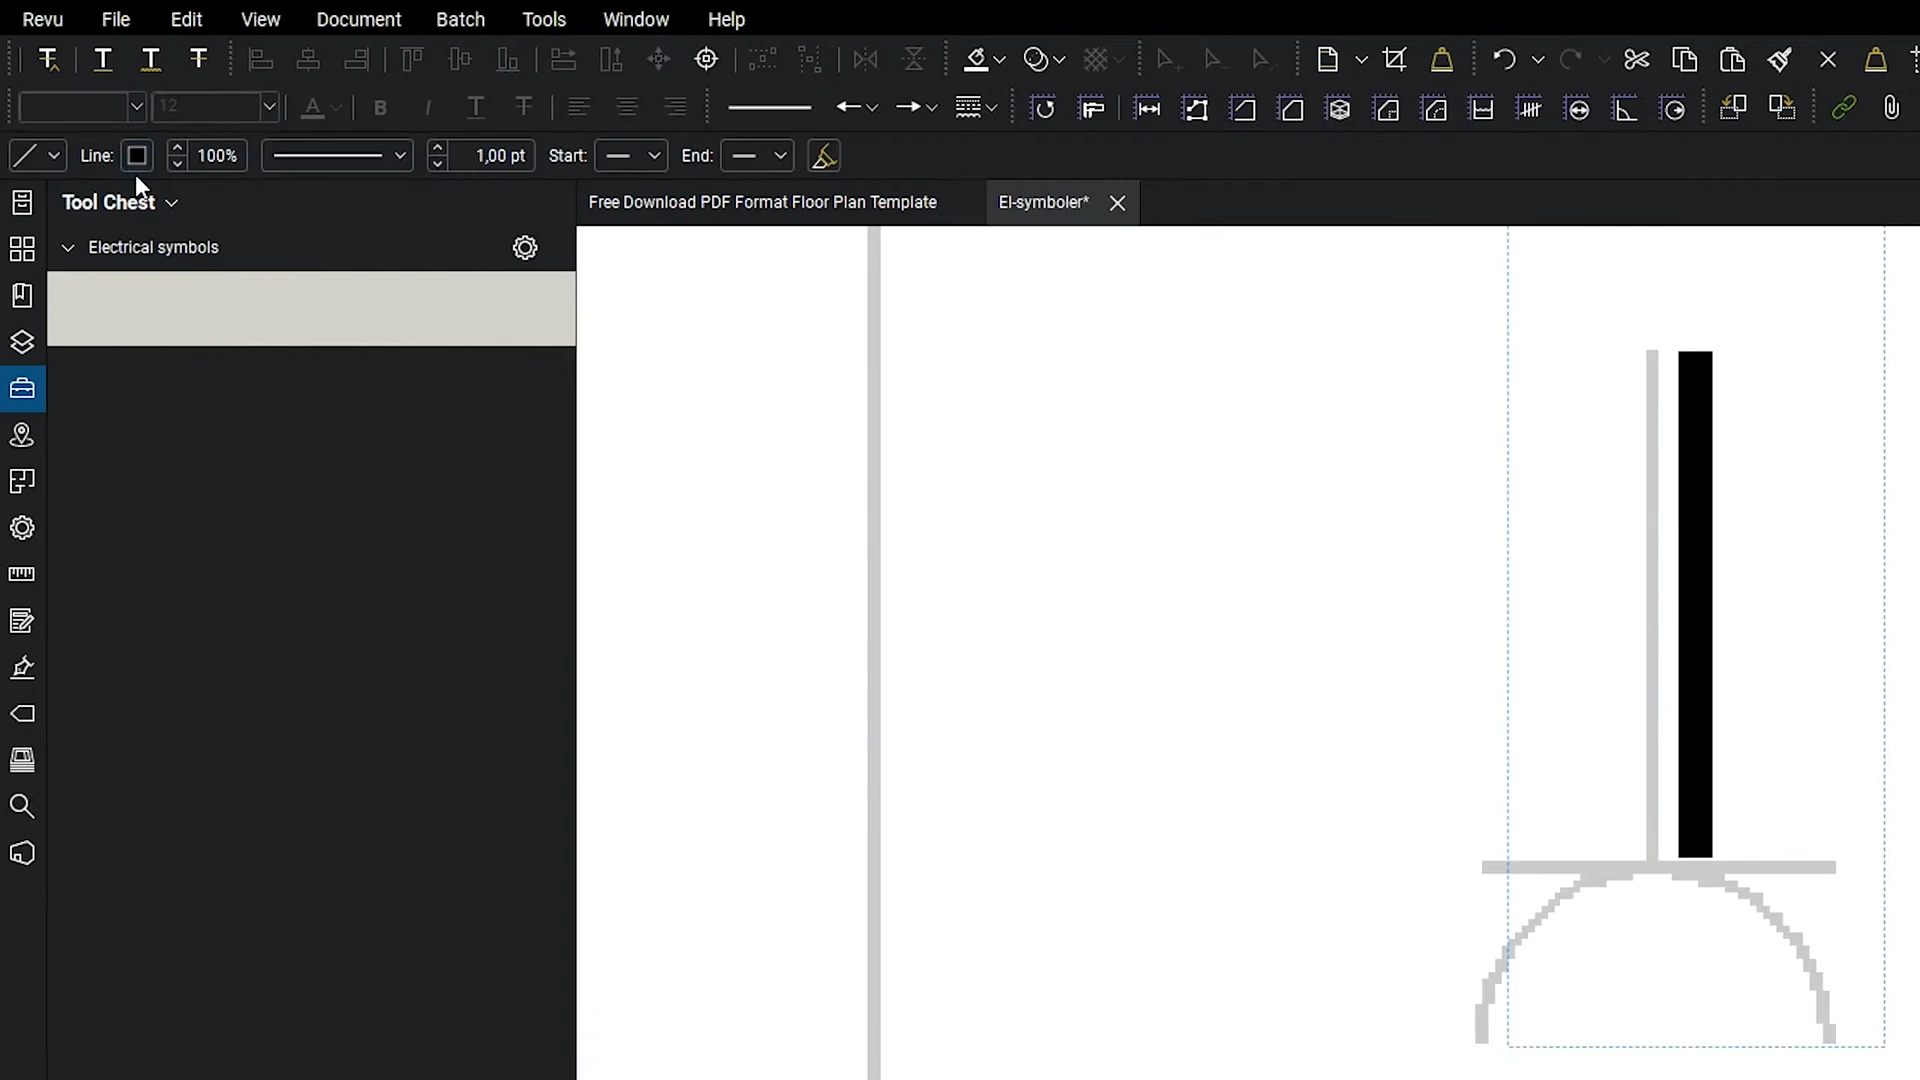 Revu File Edit View Document Batch Tools Window Help
12
Line: 100% 1,00 pt Start: End:
Tool Chest
Free Download PDF Format Floor Plan Template El-symboler*
Electrical symbols